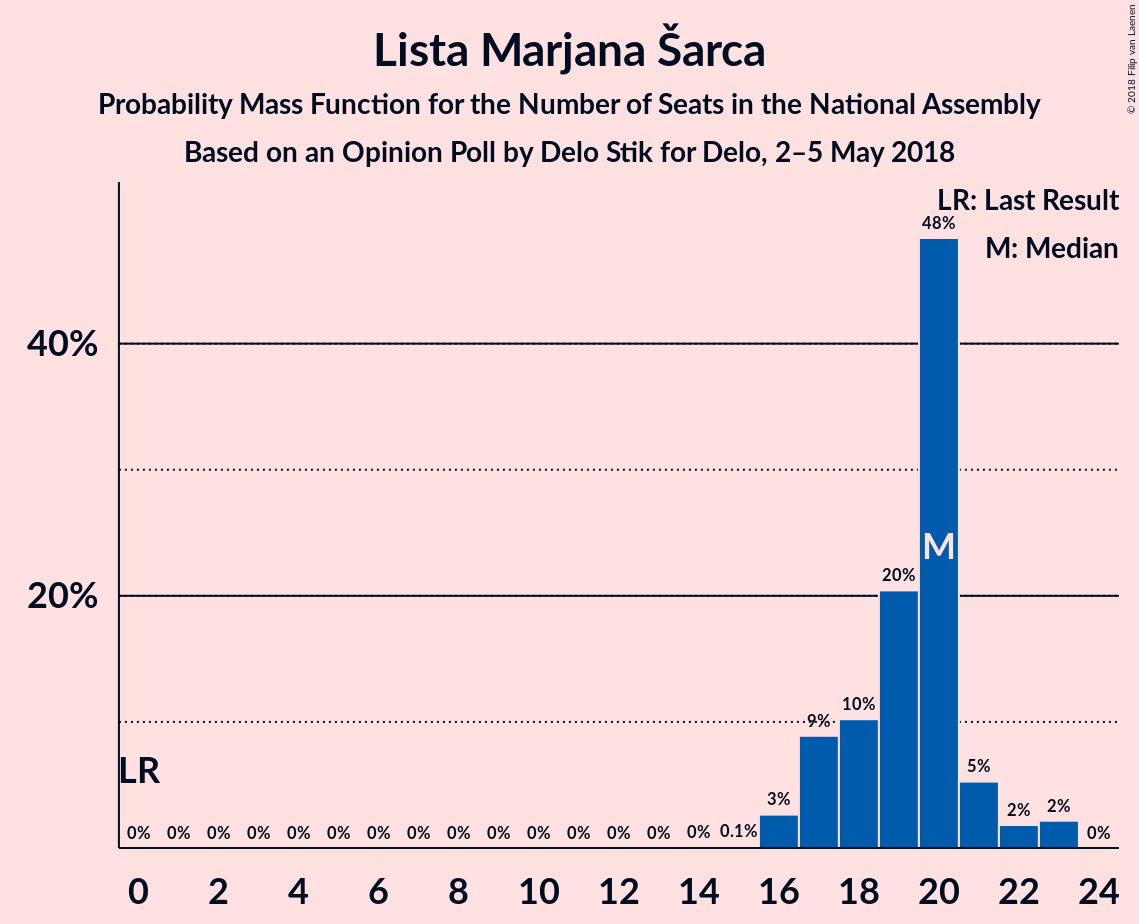 Lista Marjana Šarca
Probability Mass Function for the Number of Seats in the National Assembly
Based on an Opinion Poll by Delo Stik for Delo, 2–5 May 2018
© 2018 Filip van Laenen
LR: Last Result
M: Median
40%
20%
LR
M
0% 0% 0% 0% 0% 0% 0% 0% 0% 0% 0% 0% 0% 0% 0% 0.1% 3% 9% 10% 20% 48% 5% 2% 2% 0%
0 2 4 6 8 10 12 14 16 18 20 22 24